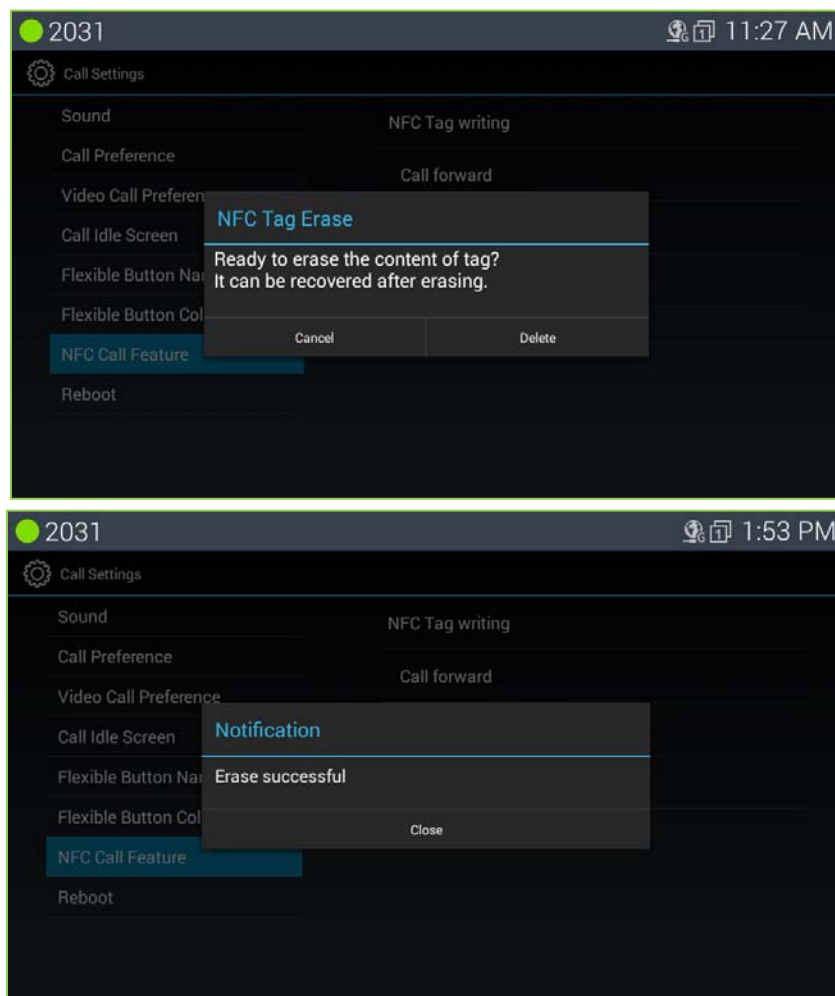 2031
11:27 AM
Call Settings
Sound
NFC Tag writing
Call Preference
Call forward
Video Call Preferen
NFC Tag Erase
Call Idle Screen
Ready to erase the content of tag?
It can be recovered after erasing.
Flexible Button Na
Flexible Button Col
Cancel
Delete
NFC Call Feature
Reboot
2031
1:53 PM
Call Settings
Sound
NFC Tag writing
Call Preference
Call forward
Video Call Preference
Notification
Call Idle Screen
Flexible Button Na
Erase successful
Flexible Button Col
Close
NFC Call Feature
Reboot